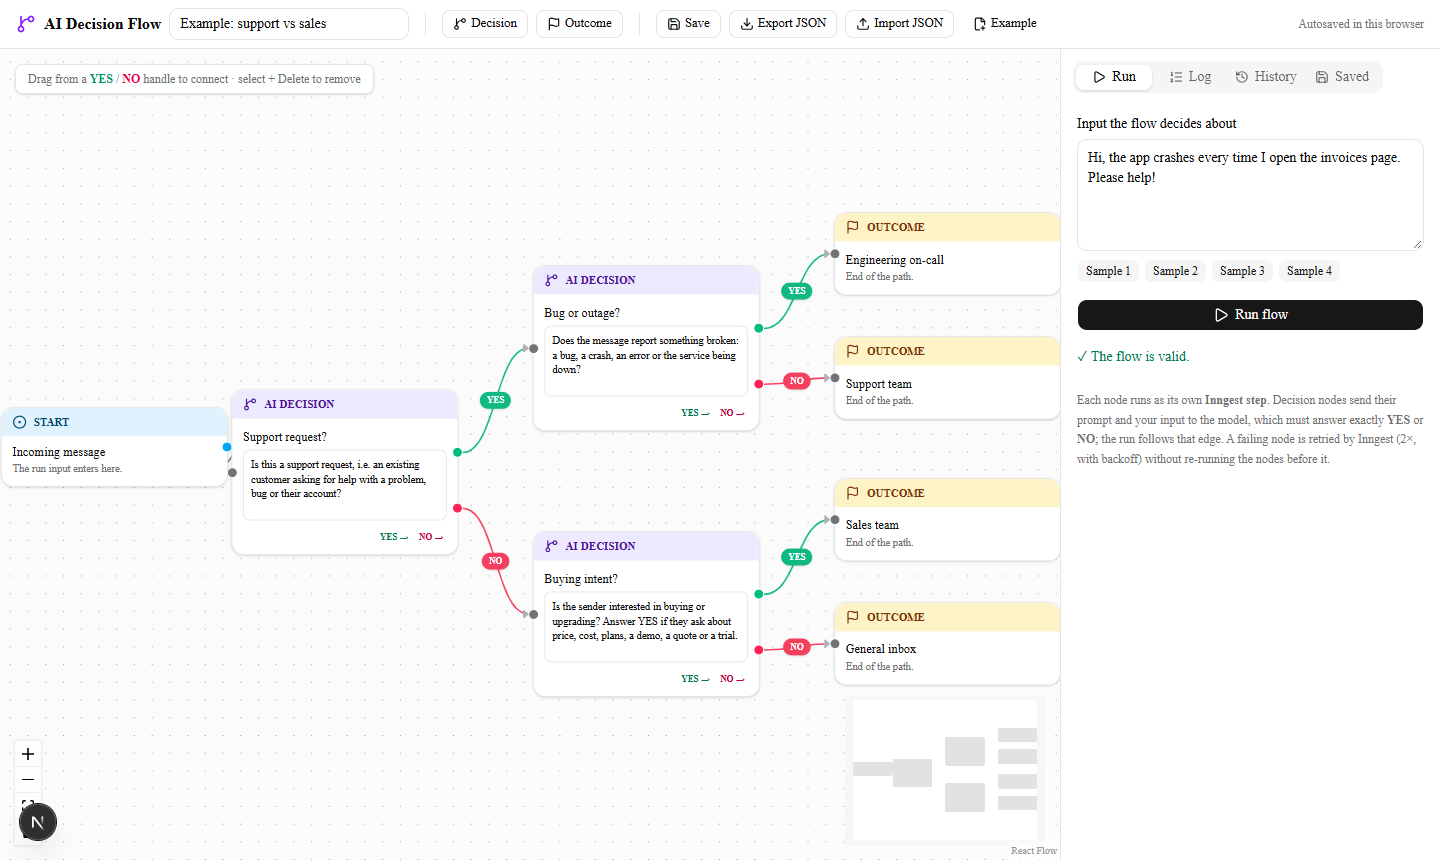 AI Decision Flow
Example: support vs sales
Decision
Outcome
Save
Export JSON
Import JSON
Example
Autosaved in this browser
Drag from a YES / NO handle to connect · select + Delete to remove
START
Incoming message
The run input enters here.
AI DECISION
Support request?
Is this a support request, i.e. an existing
customer asking for help with a problem,
bug or their account?
YES → NO →
YES
NO
AI DECISION
Bug or outage?
Does the message report something broken:
a bug, a crash, an error or the service being
down?
YES → NO →
YES
NO
AI DECISION
Buying intent?
Is the sender interested in buying or
upgrading? Answer YES if they ask about
price, cost, plans, a demo, a quote or a trial.
YES → NO →
YES
NO
OUTCOME
Engineering on-call
End of the path.
OUTCOME
Support team
End of the path.
OUTCOME
Sales team
End of the path.
OUTCOME
General inbox
End of the path.
N
React Flow
Run
Log
History
Saved
Input the flow decides about
Hi, the app crashes every time I open the invoices page.
Please help!
Sample 1
Sample 2
Sample 3
Sample 4
Run flow
✓ The flow is valid.
Each node runs as its own Inngest step. Decision nodes send their
prompt and your input to the model, which must answer exactly YES or
NO; the run follows that edge. A failing node is retried by Inngest (2×,
with backoff) without re-running the nodes before it.